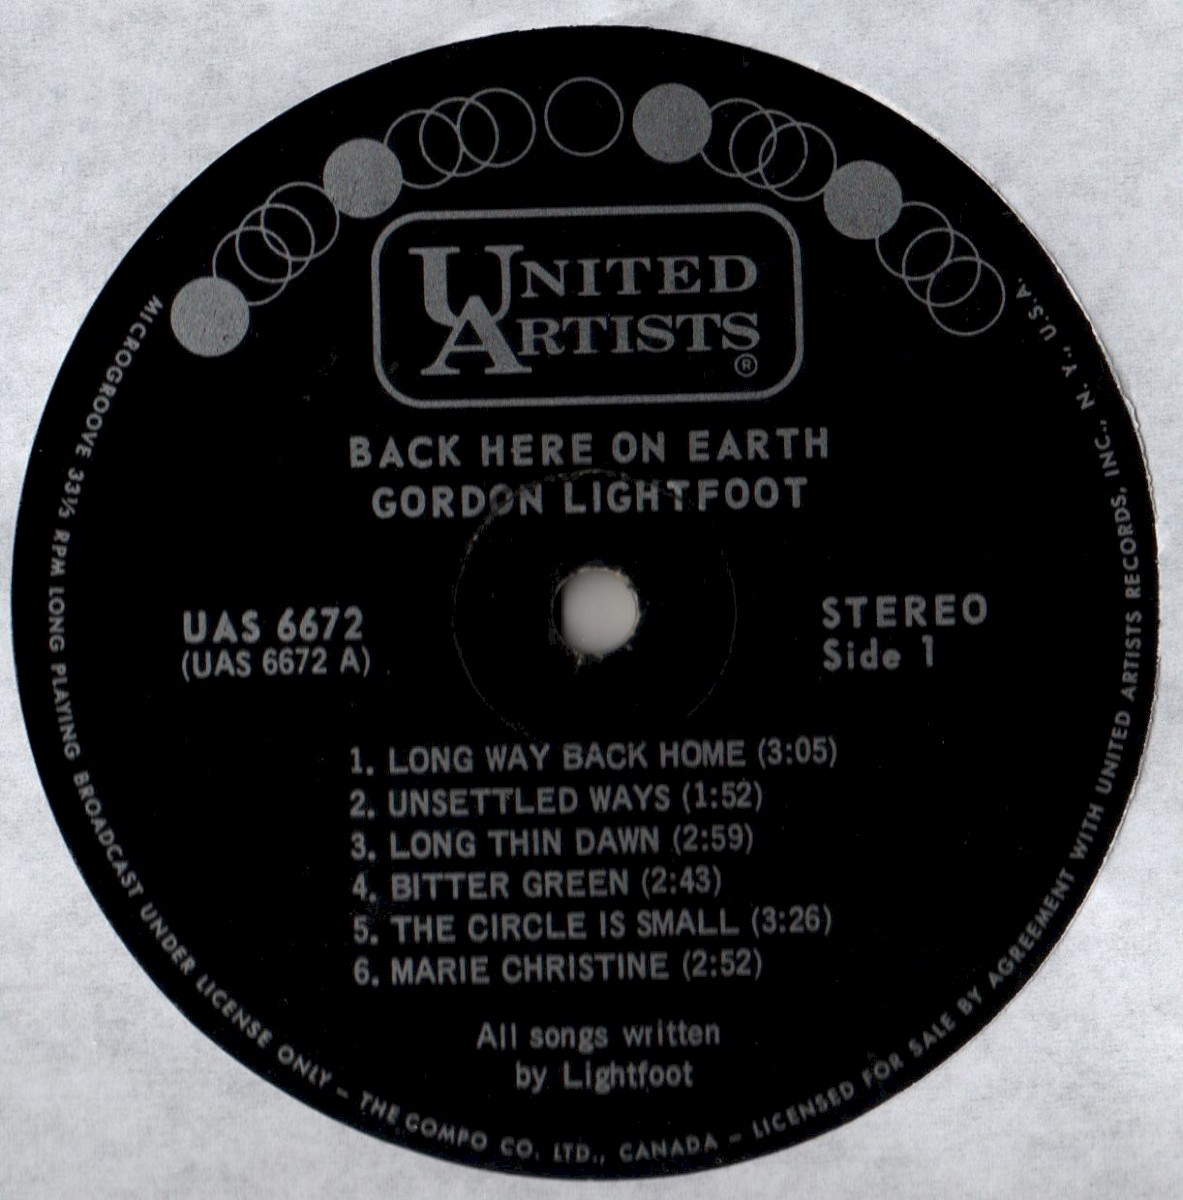 UNITED
ARTISTS
®
BACK HERE ON EARTH
GORDON LIGHTFOOT
UAS 6672
(UAS 6672 A)
STEREO
Side 1
1. LONG WAY BACK HOME (3:05)
2. UNSETTLED WAYS (1:52)
3. LONG THIN DAWN (2:59)
4. BITTER GREEN (2:43)
5. THE CIRCLE IS SMALL (3:26)
6. MARIE CHRISTINE (2:52)
All songs written
by Lightfoot
MICROGROOVE 33⅓ RPM LONG PLAYING BROADCAST UNDER LICENSE ONLY – THE COMPO CO. LTD., CANADA – LICENSED FOR SALE BY AGREEMENT WITH UNITED ARTISTS RECORDS, INC., N. Y., U.S.A.